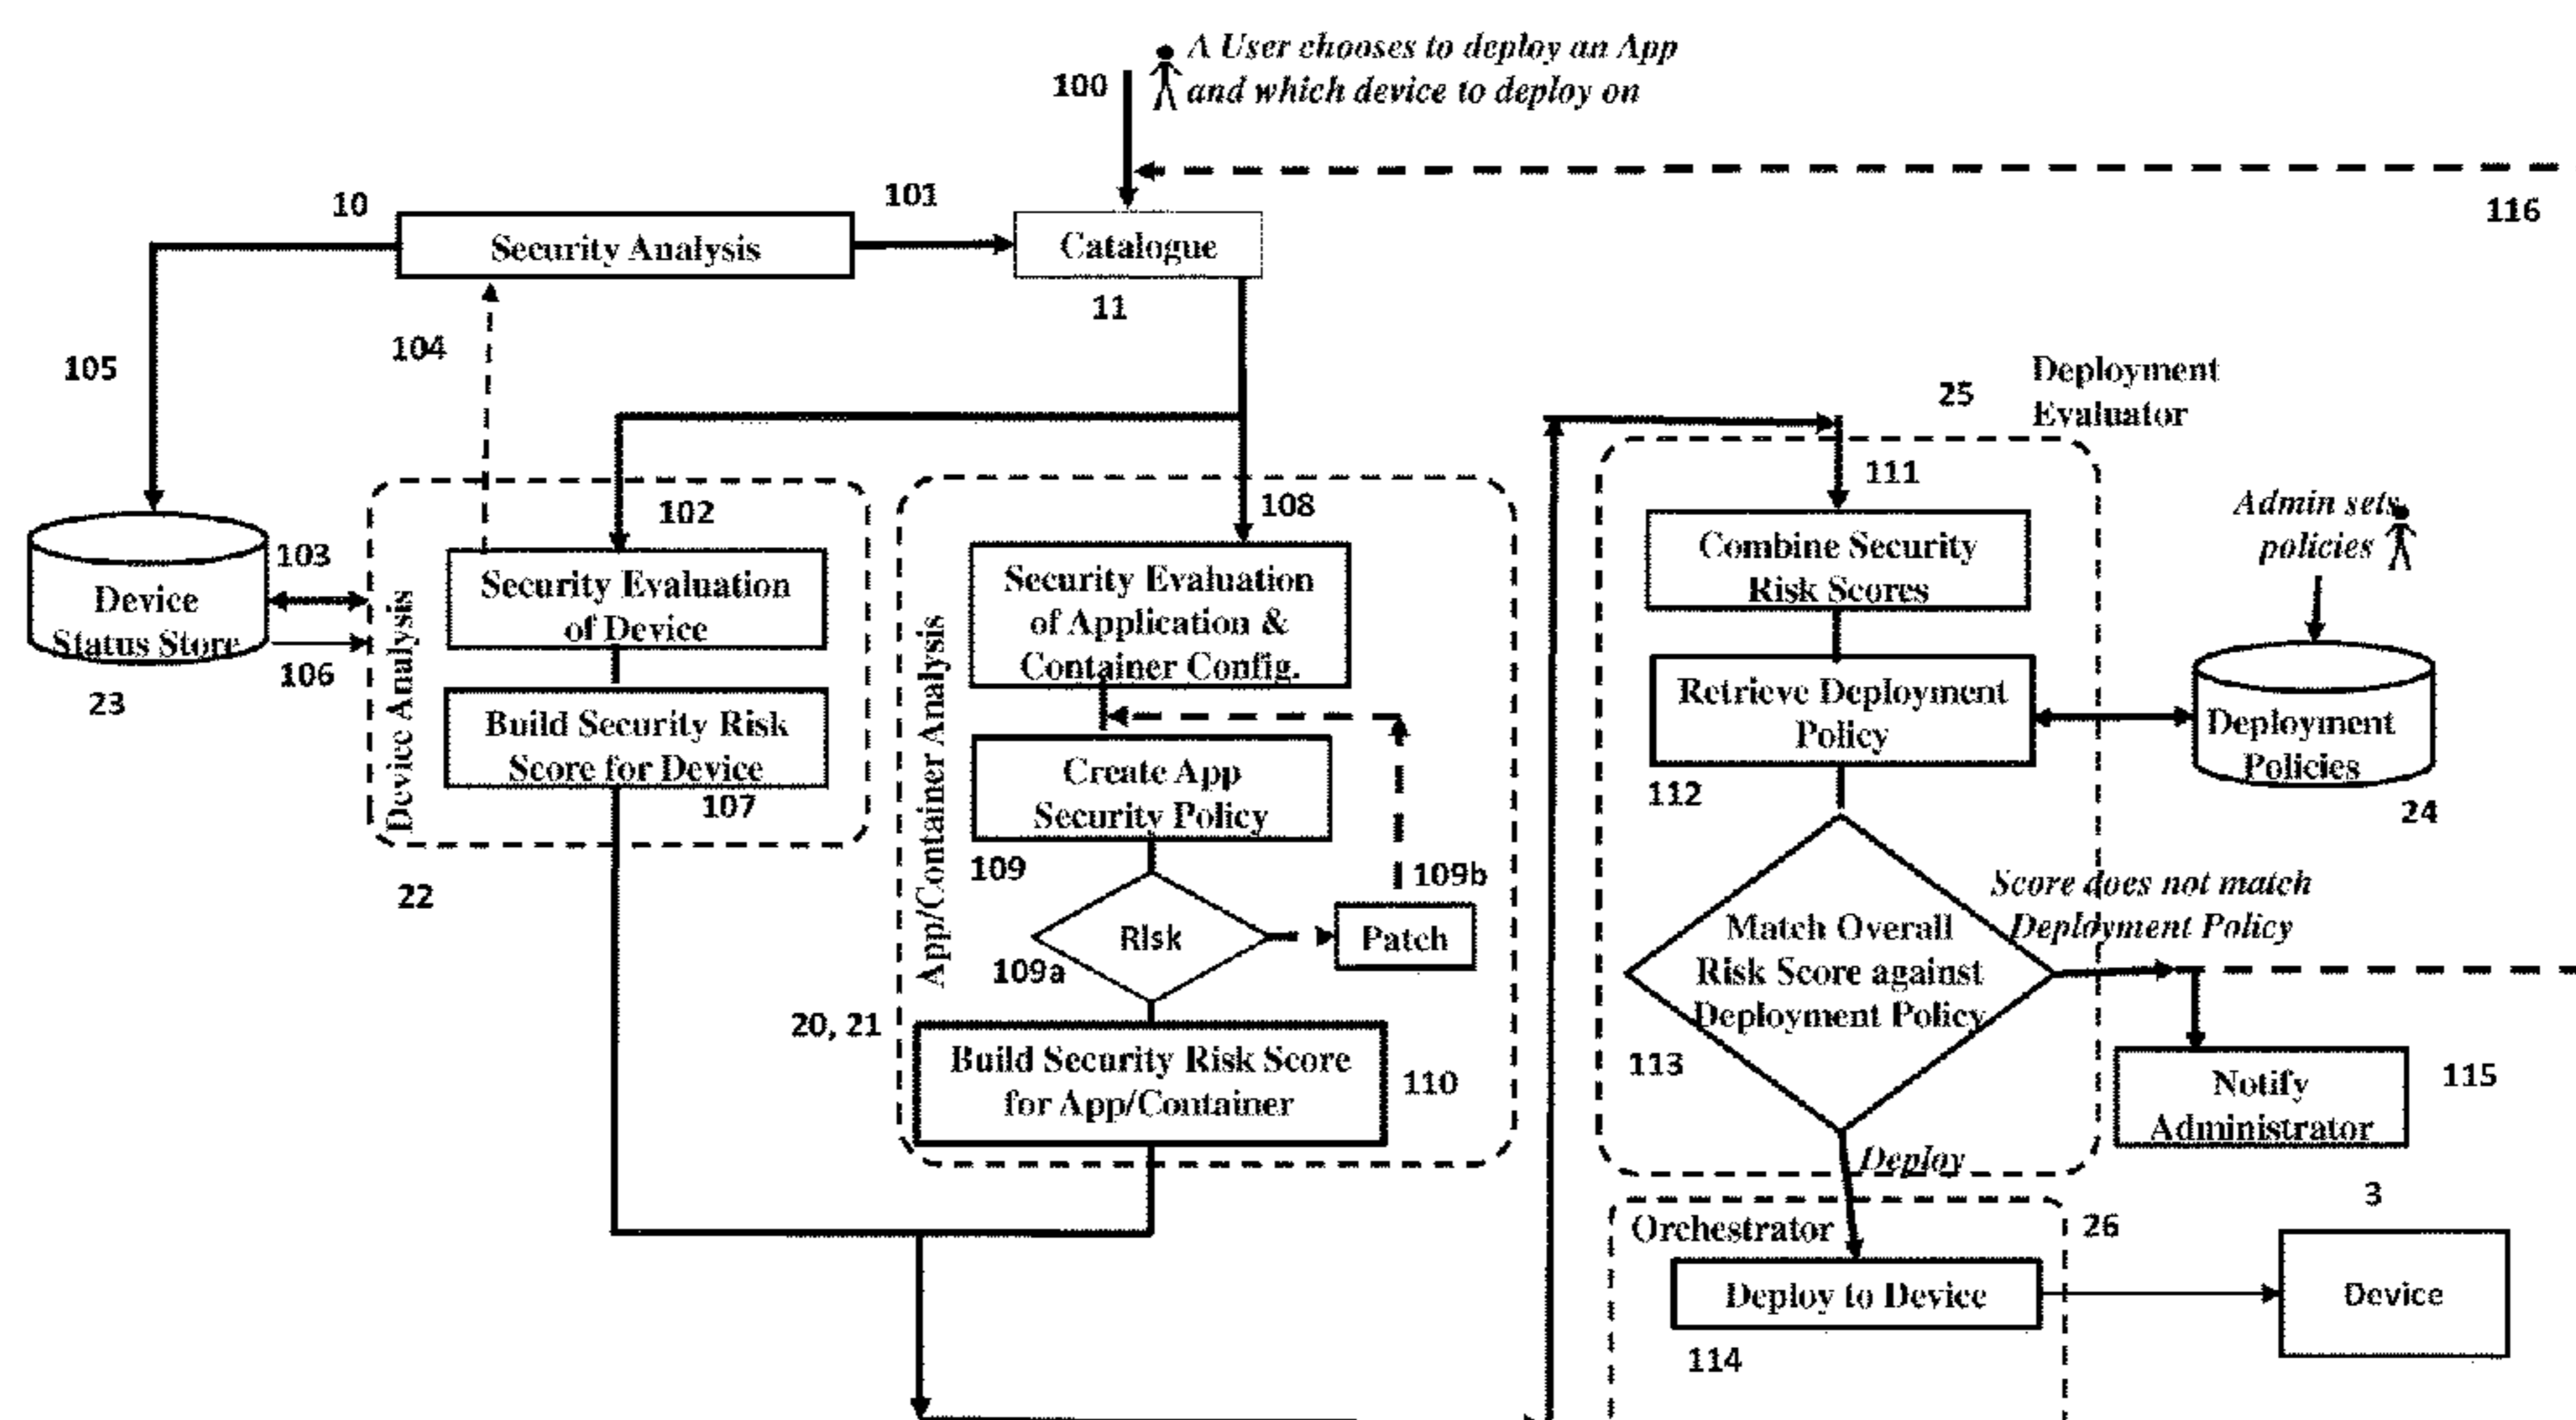 A User chooses to deploy an App
and which device to deploy on
100
116
10
101
Security Analysis
Catalogue
11
104
105
25
Deployment
Evaluator
102
108
111
Admin sets
policies
103
Device
Status Store
106
23
Device Analysis
Security Evaluation
of Device
Build Security Risk
Score for Device
107
22
App/Container Analysis
Security Evaluation
of Application &
Container Config.
Create App
Security Policy
109
109b
Risk
109a
Patch
20, 21
Build Security Risk Score
for App/Container
110
Combine Security
Risk Scores
Retrieve Deployment
Policy
112
Deployment
Policies
24
Score does not match
Deployment Policy
Match Overall
Risk Score against
Deployment Policy
113
Notify
Administrator
115
Deploy
3
Orchestrator
26
Deploy to Device
Device
114